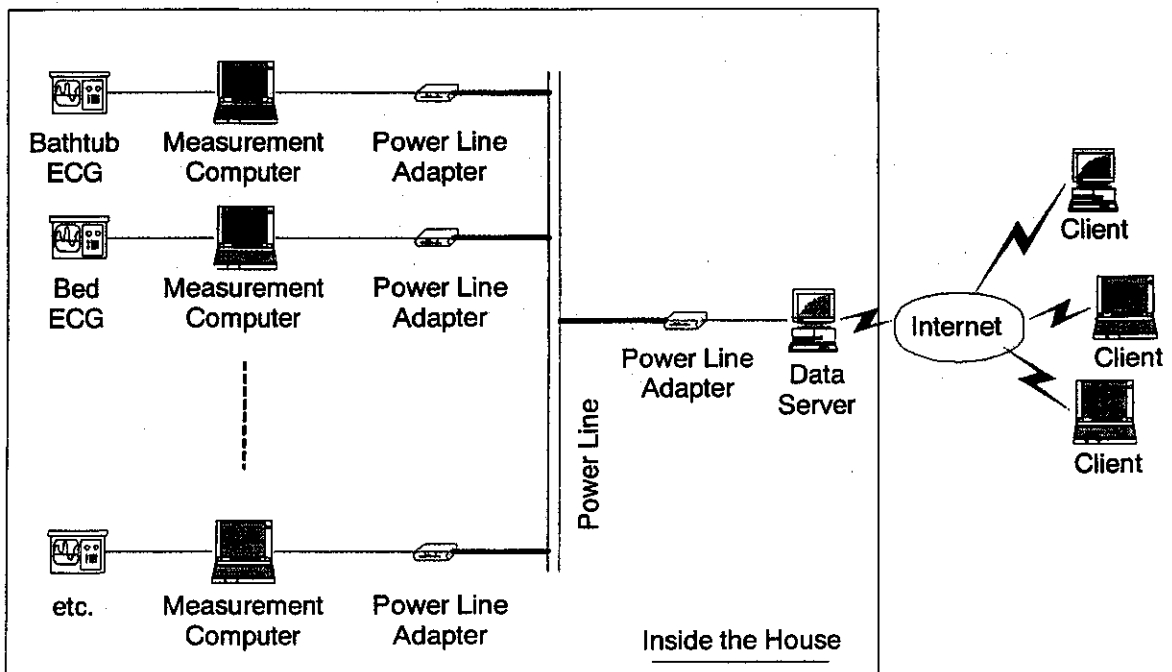 Bathtub
ECG
Measurement
Computer
Power Line
Adapter
Bed
ECG
Measurement
Computer
Power Line
Adapter
etc.
Measurement
Computer
Power Line
Adapter
Power Line
Power Line
Adapter
Data
Server
Internet
Client
Client
Client
Inside the House